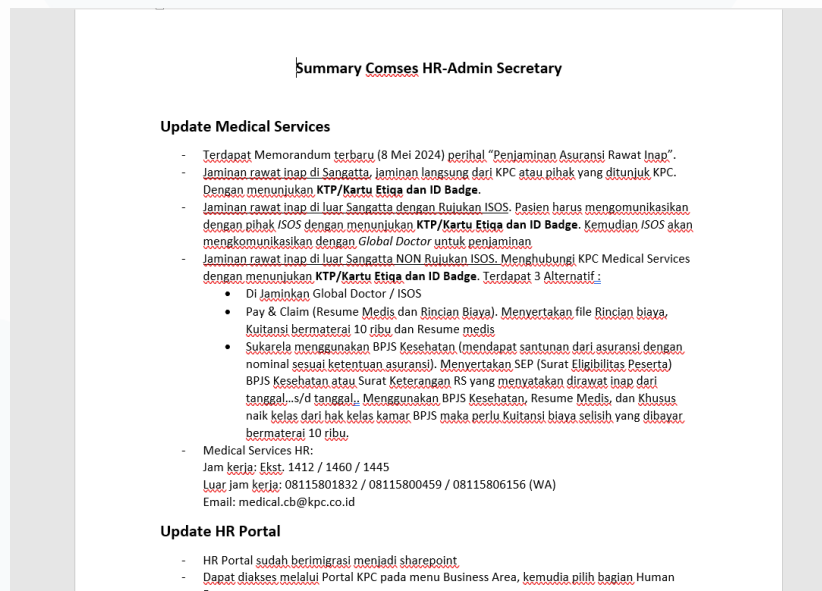 Summary Comses HR-Admin Secretary
Update Medical Services
- Terdapat Memorandum terbaru (8 Mei 2024) perihal “Penjaminan Asuransi Rawat Inap”.
- Jaminan rawat inap di Sangatta, jaminan langsung dari KPC atau pihak yang ditunjuk KPC.
Dengan menunjukan KTP/Kartu Etiqa dan ID Badge.
- Jaminan rawat inap di luar Sangatta dengan Rujukan ISOS. Pasien harus mengomunikasikan
dengan pihak ISOS dengan menunjukan KTP/Kartu Etiqa dan ID Badge. Kemudian ISOS akan
mengkomunikasikan dengan Global Doctor untuk penjaminan
- Jaminan rawat inap di luar Sangatta NON Rujukan ISOS. Menghubungi KPC Medical Services
dengan menunjukan KTP/Kartu Etiqa dan ID Badge. Terdapat 3 Alternatif :
• Di Jaminkan Global Doctor / ISOS
• Pay & Claim (Resume Medis dan Rincian Biaya). Menyertakan file Rincian biaya,
Kuitansi bermaterai 10 ribu dan Resume medis
• Sukarela menggunakan BPJS Kesehatan (mendapat santunan dari asuransi dengan
nominal sesuai ketentuan asuransi). Menyertakan SEP (Surat Eligibilitas Peserta)
BPJS Kesehatan atau Surat Keterangan RS yang menyatakan dirawat inap dari
tanggal…s/d tanggal.. Menggunakan BPJS Kesehatan, Resume Medis, dan Khusus
naik kelas dari hak kelas kamar BPJS maka perlu Kuitansi biaya selisih yang dibayar
bermaterai 10 ribu.
- Medical Services HR:
Jam kerja: Ekst. 1412 / 1460 / 1445
Luar jam kerja: 08115801832 / 08115800459 / 08115806156 (WA)
Email: medical.cb@kpc.co.id
Update HR Portal
- HR Portal sudah berimigrasi menjadi sharepoint
- Dapat diakses melalui Portal KPC pada menu Business Area, kemudia pilih bagian Human